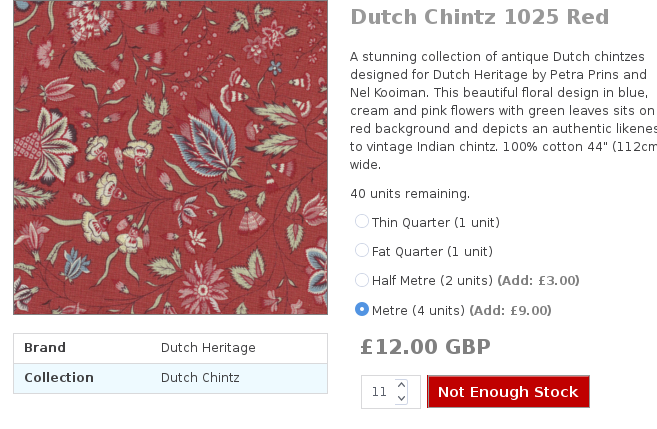 Dutch Chintz 1025 Red
A stunning collection of antique Dutch chintzes
designed for Dutch Heritage by Petra Prins and
Nel Kooiman. This beautiful floral design in blue,
cream and pink flowers with green leaves sits on
red background and depicts an authentic likenes
to vintage Indian chintz. 100% cotton 44" (112cm
wide.
40 units remaining.
Thin Quarter (1 unit)
Fat Quarter (1 unit)
Half Metre (2 units) (Add: £3.00)
Metre (4 units) (Add: £9.00)
£12.00 GBP
11
Not Enough Stock
Brand Dutch Heritage
Collection Dutch Chintz